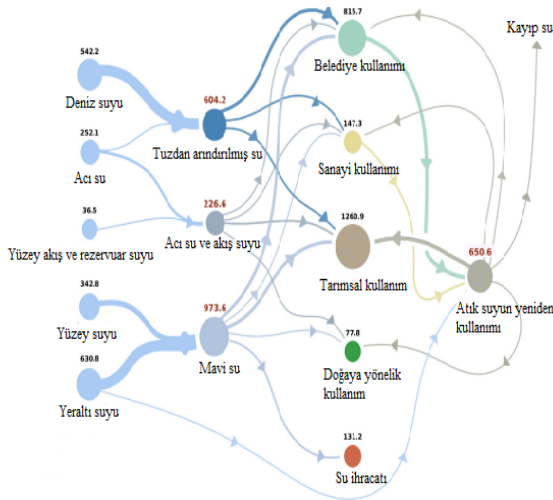 542.2
Deniz suyu
252.1
Acı su
36.5
Yüzey akış ve rezervuar suyu
342.8
Yüzey suyu
630.8
Yeraltı suyu
604.2
Tuzdan arındırılmış su
226.6
Acı su ve akış suyu
973.6
Mavi su
815.7
Belediye kullanımı
147.3
Sanayi kullanımı
1260.9
Tarımsal kullanım
77.8
Doğaya yönelik
kullanım
131.2
Su ihracatı
Kayıp su
650.6
Atık suyun yeniden
kullanımı